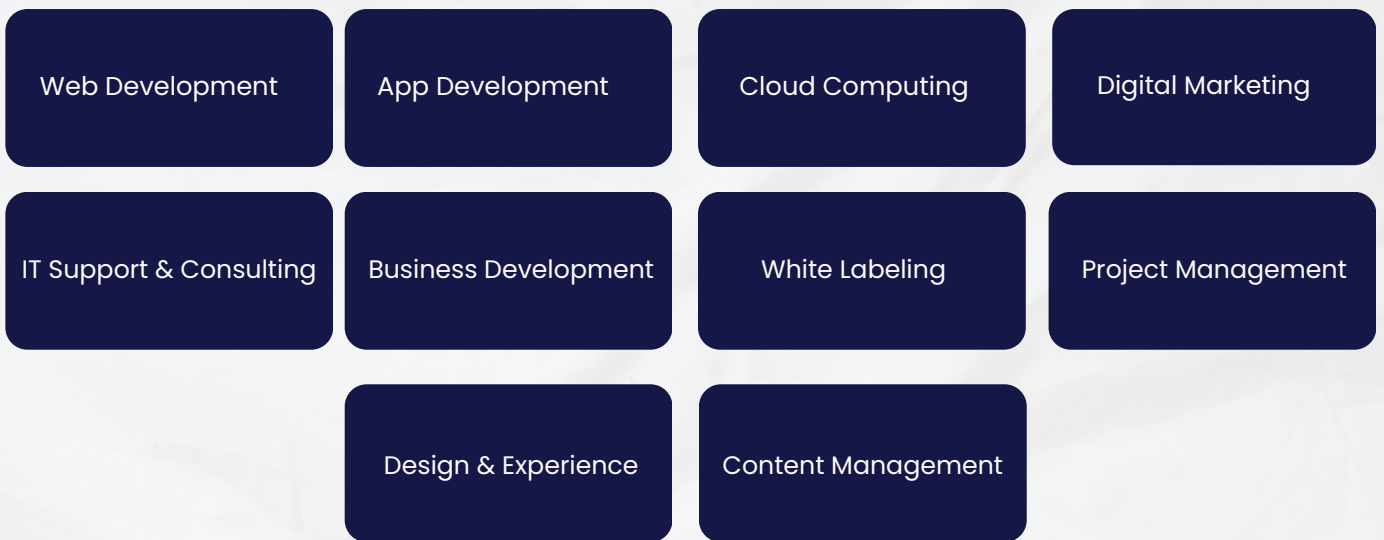 Web Development
App Development
Cloud Computing
Digital Marketing
IT Support & Consulting
Business Development
White Labeling
Project Management
Design & Experience
Content Management